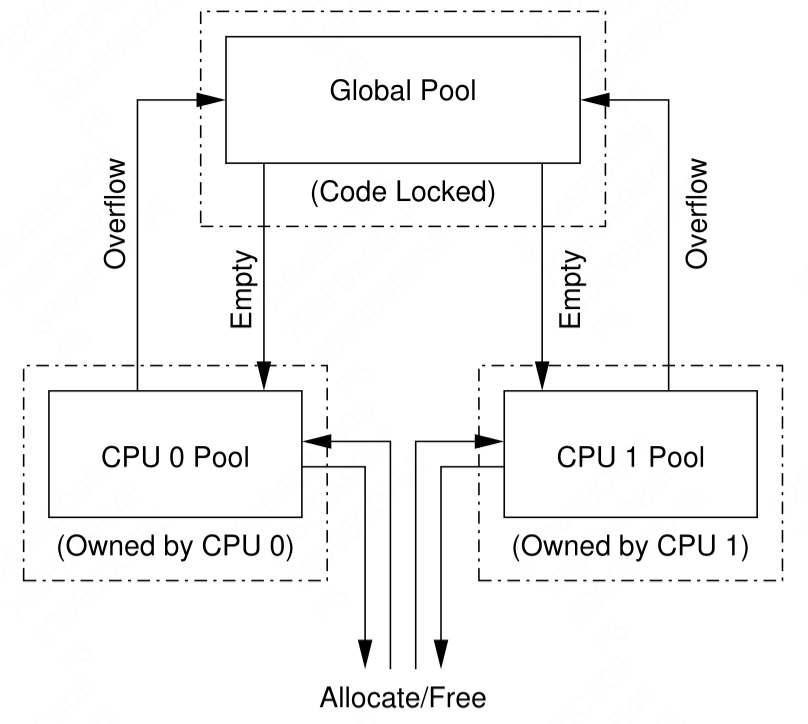 Global Pool
(Code Locked)
Overflow
Empty
Empty
Overflow
CPU 0 Pool
CPU 1 Pool
(Owned by CPU 0)
(Owned by CPU 1)
Allocate/Free